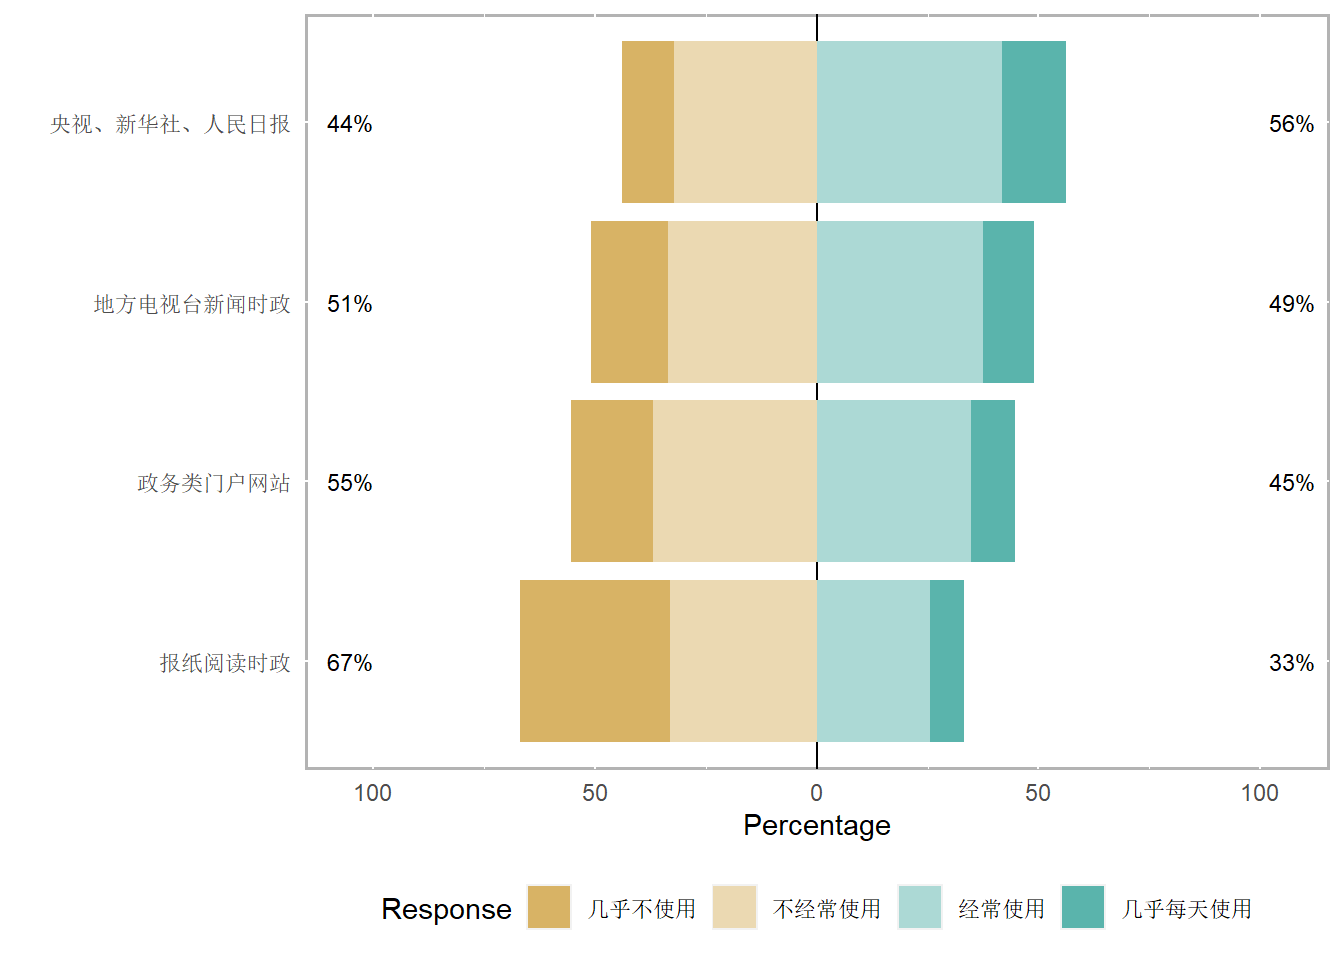 央视、新华社、人民日报 44% 56%
地方电视台新闻时政 51% 49%
政务类门户网站 55% 45%
报纸阅读时政 67% 33%
100 50 0 50 100
Percentage
Response 几乎不使用 不经常使用 经常使用 几乎每天使用